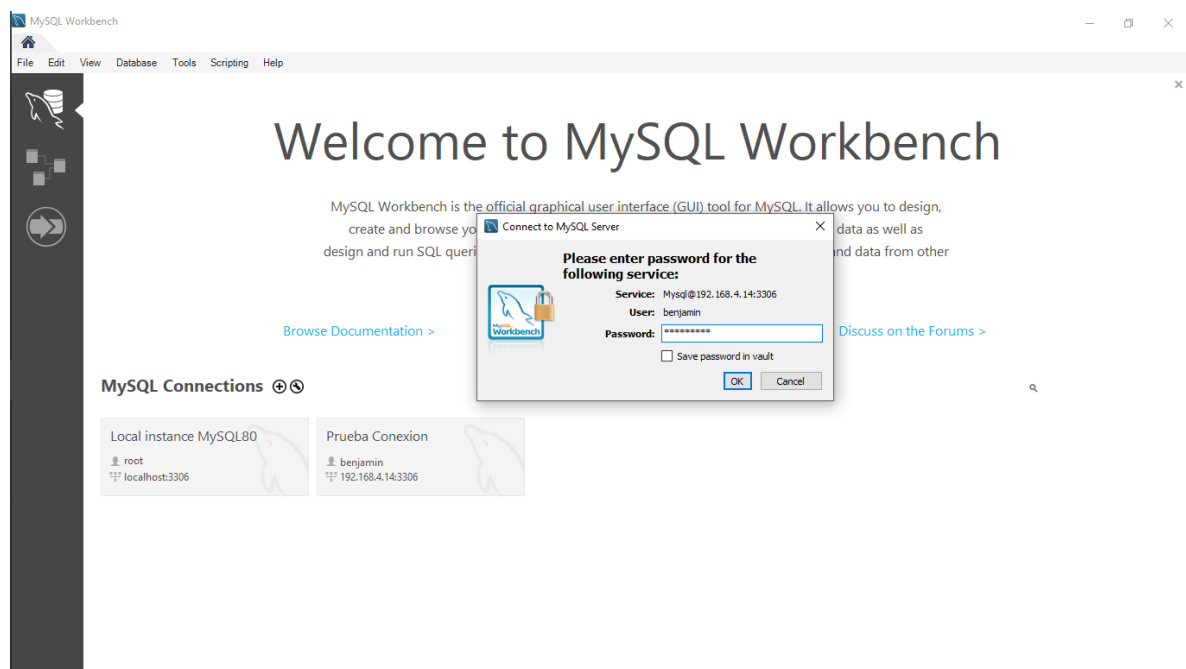 MySQL Workbench
File Edit View Database Tools Scripting Help
Welcome to MySQL Workbench
MySQL Workbench is the official graphical user interface (GUI) tool for MySQL. It allows you to design,
create and browse yo
data as well as
design and run SQL queri
nd data from other
Browse Documentation >
Discuss on the Forums >
Connect to MySQL Server
Please enter password for the
following service:
Service: Mysql@192.168.4.14:3306
User: benjamin
Password: *********
Save password in vault
OK Cancel
MySQL
Workbench
MySQL Connections
Local instance MySQL80
root
localhost:3306
Prueba Conexion
benjamin
192.168.4.14:3306